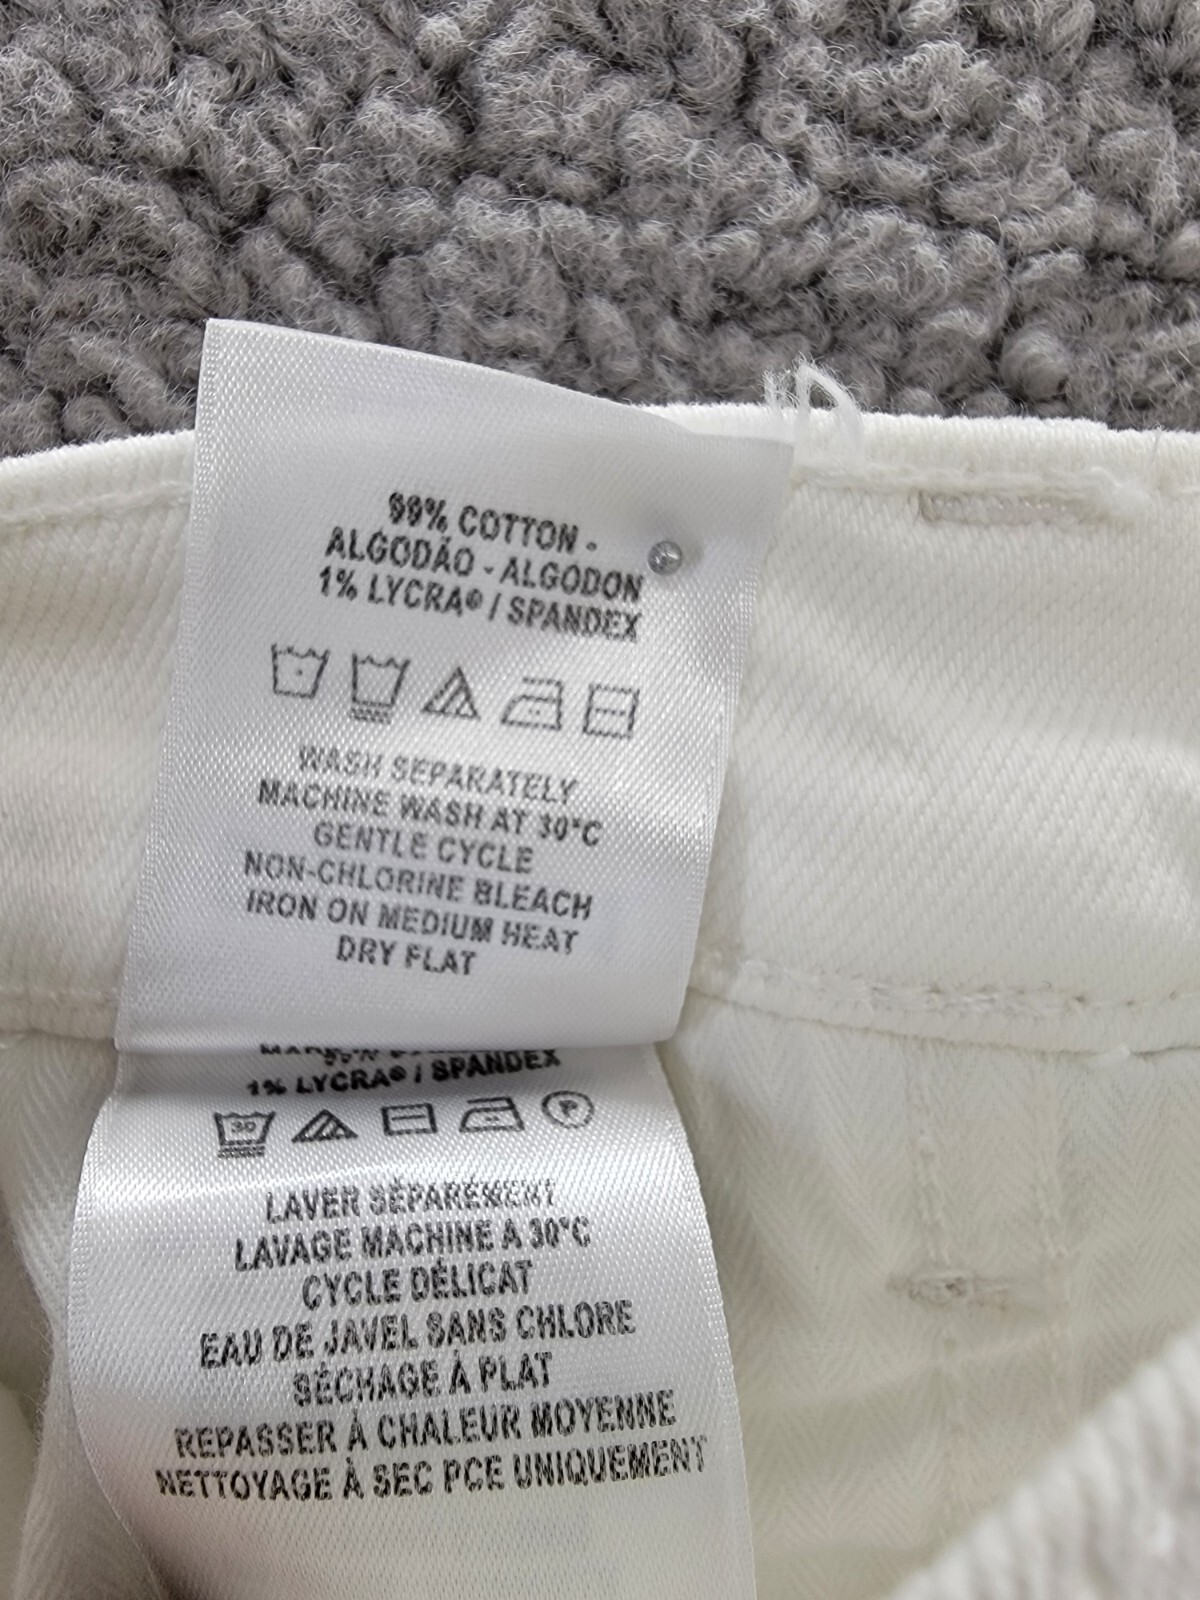 99% COTTON -
ALGODÃO - ALGODON
1% LYCRA® / SPANDEX
WASH SEPARATELY
MACHINE WASH AT 30°C
GENTLE CYCLE
NON-CHLORINE BLEACH
IRON ON MEDIUM HEAT
DRY FLAT
1% LYCRA® / SPANDEX
30 P
LAVER SÉPARÉMENT
LAVAGE MACHINE A 30°C
CYCLE DÉLICAT
EAU DE JAVEL SANS CHLORE
SÉCHAGE À PLAT
REPASSER À CHALEUR MOYENNE
NETTOYAGE À SEC PCE UNIQUEMENT